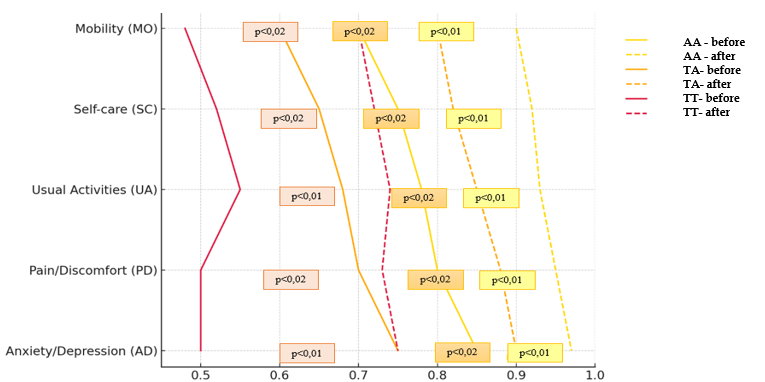 Mobility (MO)
p<0,02
p<0,02
p<0,01
Self-care (SC)
p<0,02
p<0,02
p<0,01
Usual Activities (UA)
p<0,01
p<0,02
p<0,01
Pain/Discomfort (PD)
p<0,02
p<0,02
p<0,01
Anxiety/Depression (AD)
p<0,01
p<0,02
p<0,01
0.5
0.6
0.7
0.8
0.9
1.0
AA - before
AA - after
TA- before
TA- after
TT- before
TT- after